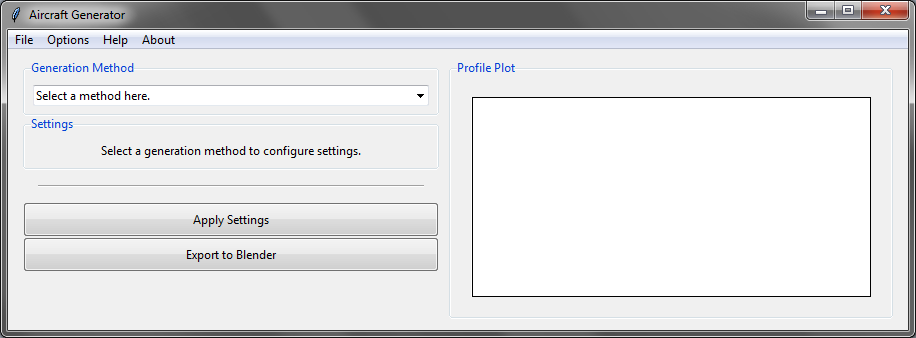 Aircraft Generator
File Options Help About
Generation Method
Select a method here.
Settings
Select a generation method to configure settings.
Apply Settings
Export to Blender
Profile Plot